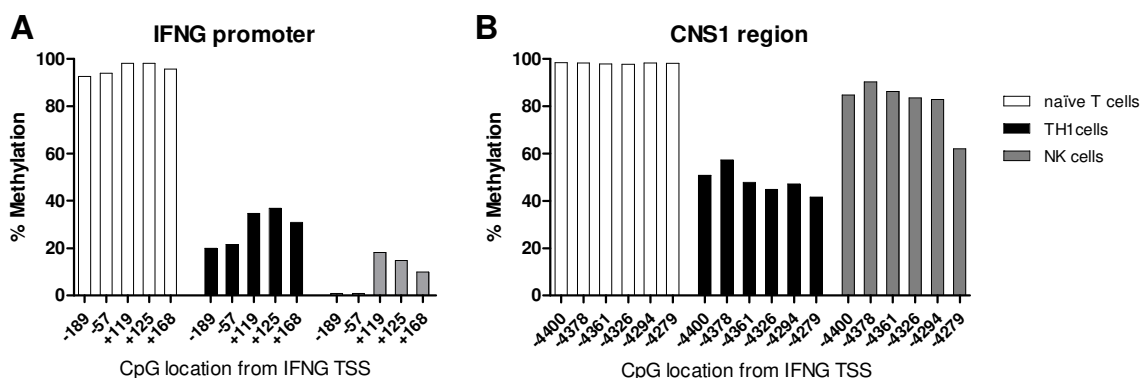 A
IFNG promoter
% Methylation
100
80
60
40
20
0
-189 -57 +119 +125 +168 -189 -57 +119 +125 +168 -189 -57 +119 +125 +168
CpG location from IFNG TSS
B
CNS1 region
% Methylation
100
80
60
40
20
0
-4400 -4378 -4361 -4326 -4294 -4279 -4400 -4378 -4361 -4326 -4294 -4279 -4400 -4378 -4361 -4326 -4294 -4279
CpG location from IFNG TSS
naïve T cells
TH1cells
NK cells